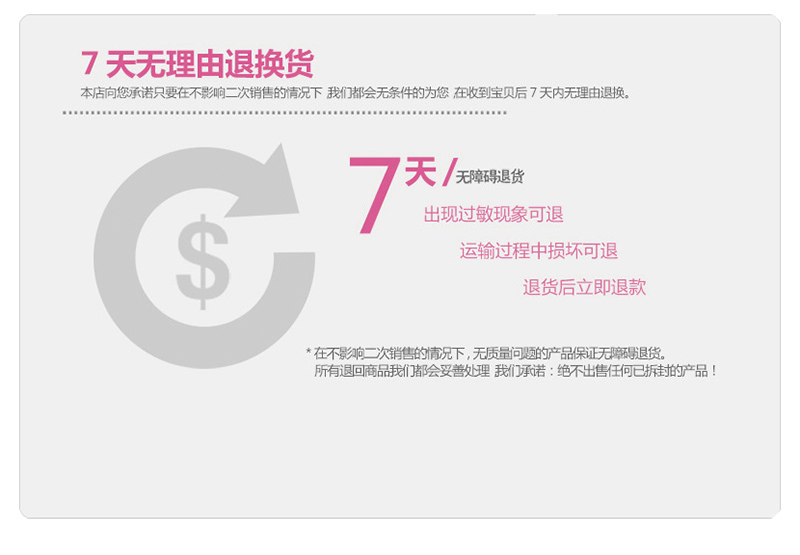 7天无理由退换货
本店向您承诺只要在不影响二次销售的情况下,我们都会无条件的为您,在收到宝贝后7天内无理由退换。
7天/无障碍退货
出现过敏现象可退
运输过程中损坏可退
退货后立即退款
$
*在不影响二次销售的情况下,无质量问题的产品保证无障碍退货。
所有退回商品我们都会妥善处理,我们承诺：绝不出售任何已拆封的产品！